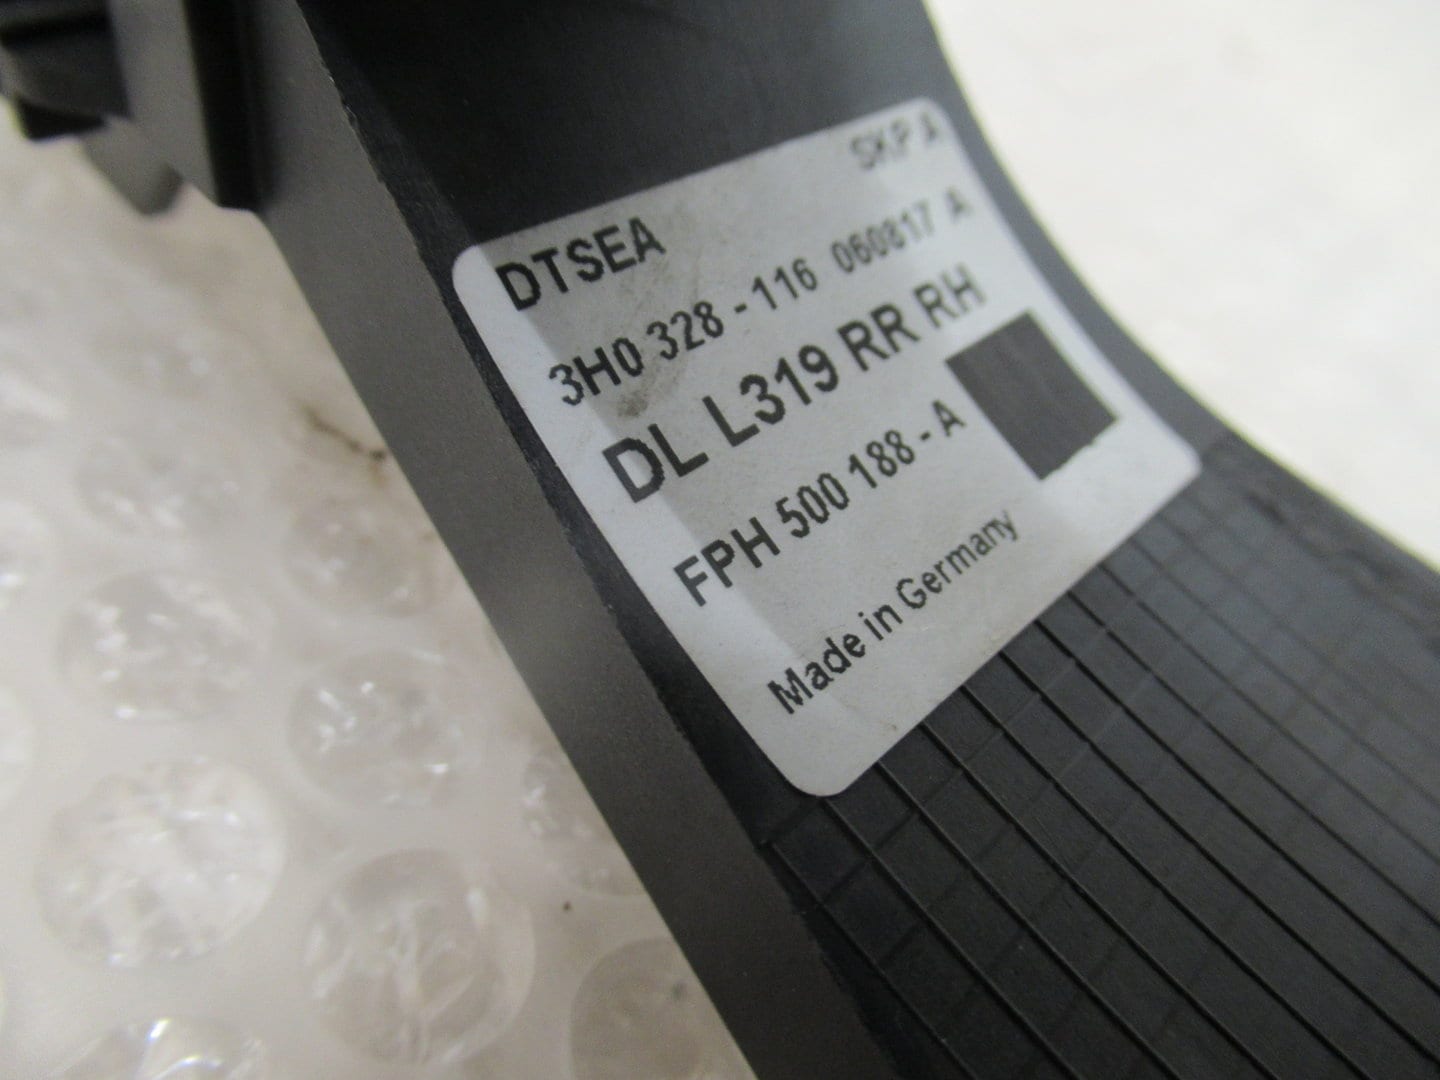 SKP A
DTSEA
3H0 328 - 116 060817 A
DL L319 RR RH
FPH 500 188 - A
Made in Germany